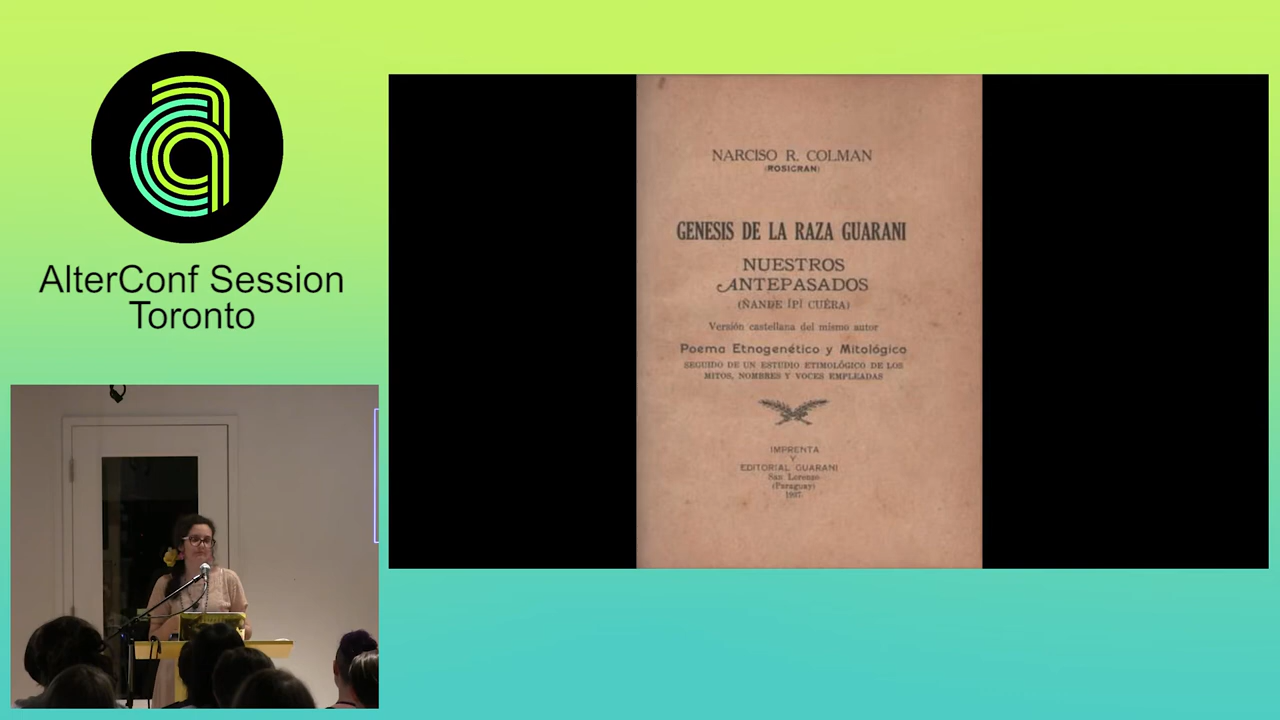 AlterConf Session
Toronto
NARCISO R. COLMAN
(ROSICRAN)
GENESIS DE LA RAZA GUARANI
NUESTROS
ANTEPASADOS
(ÑANDE ÏPÏ CUÉRA)
Versión castellana del mismo autor
Poema Etnogenético y Mitológico
SEGUIDO DE UN ESTUDIO ETIMOLÓGICO DE LOS
MITOS, NOMBRES Y VOCES EMPLEADAS
IMPRENTA
Y
EDITORIAL GUARANI
San Lorenzo
(Paraguay)
1937